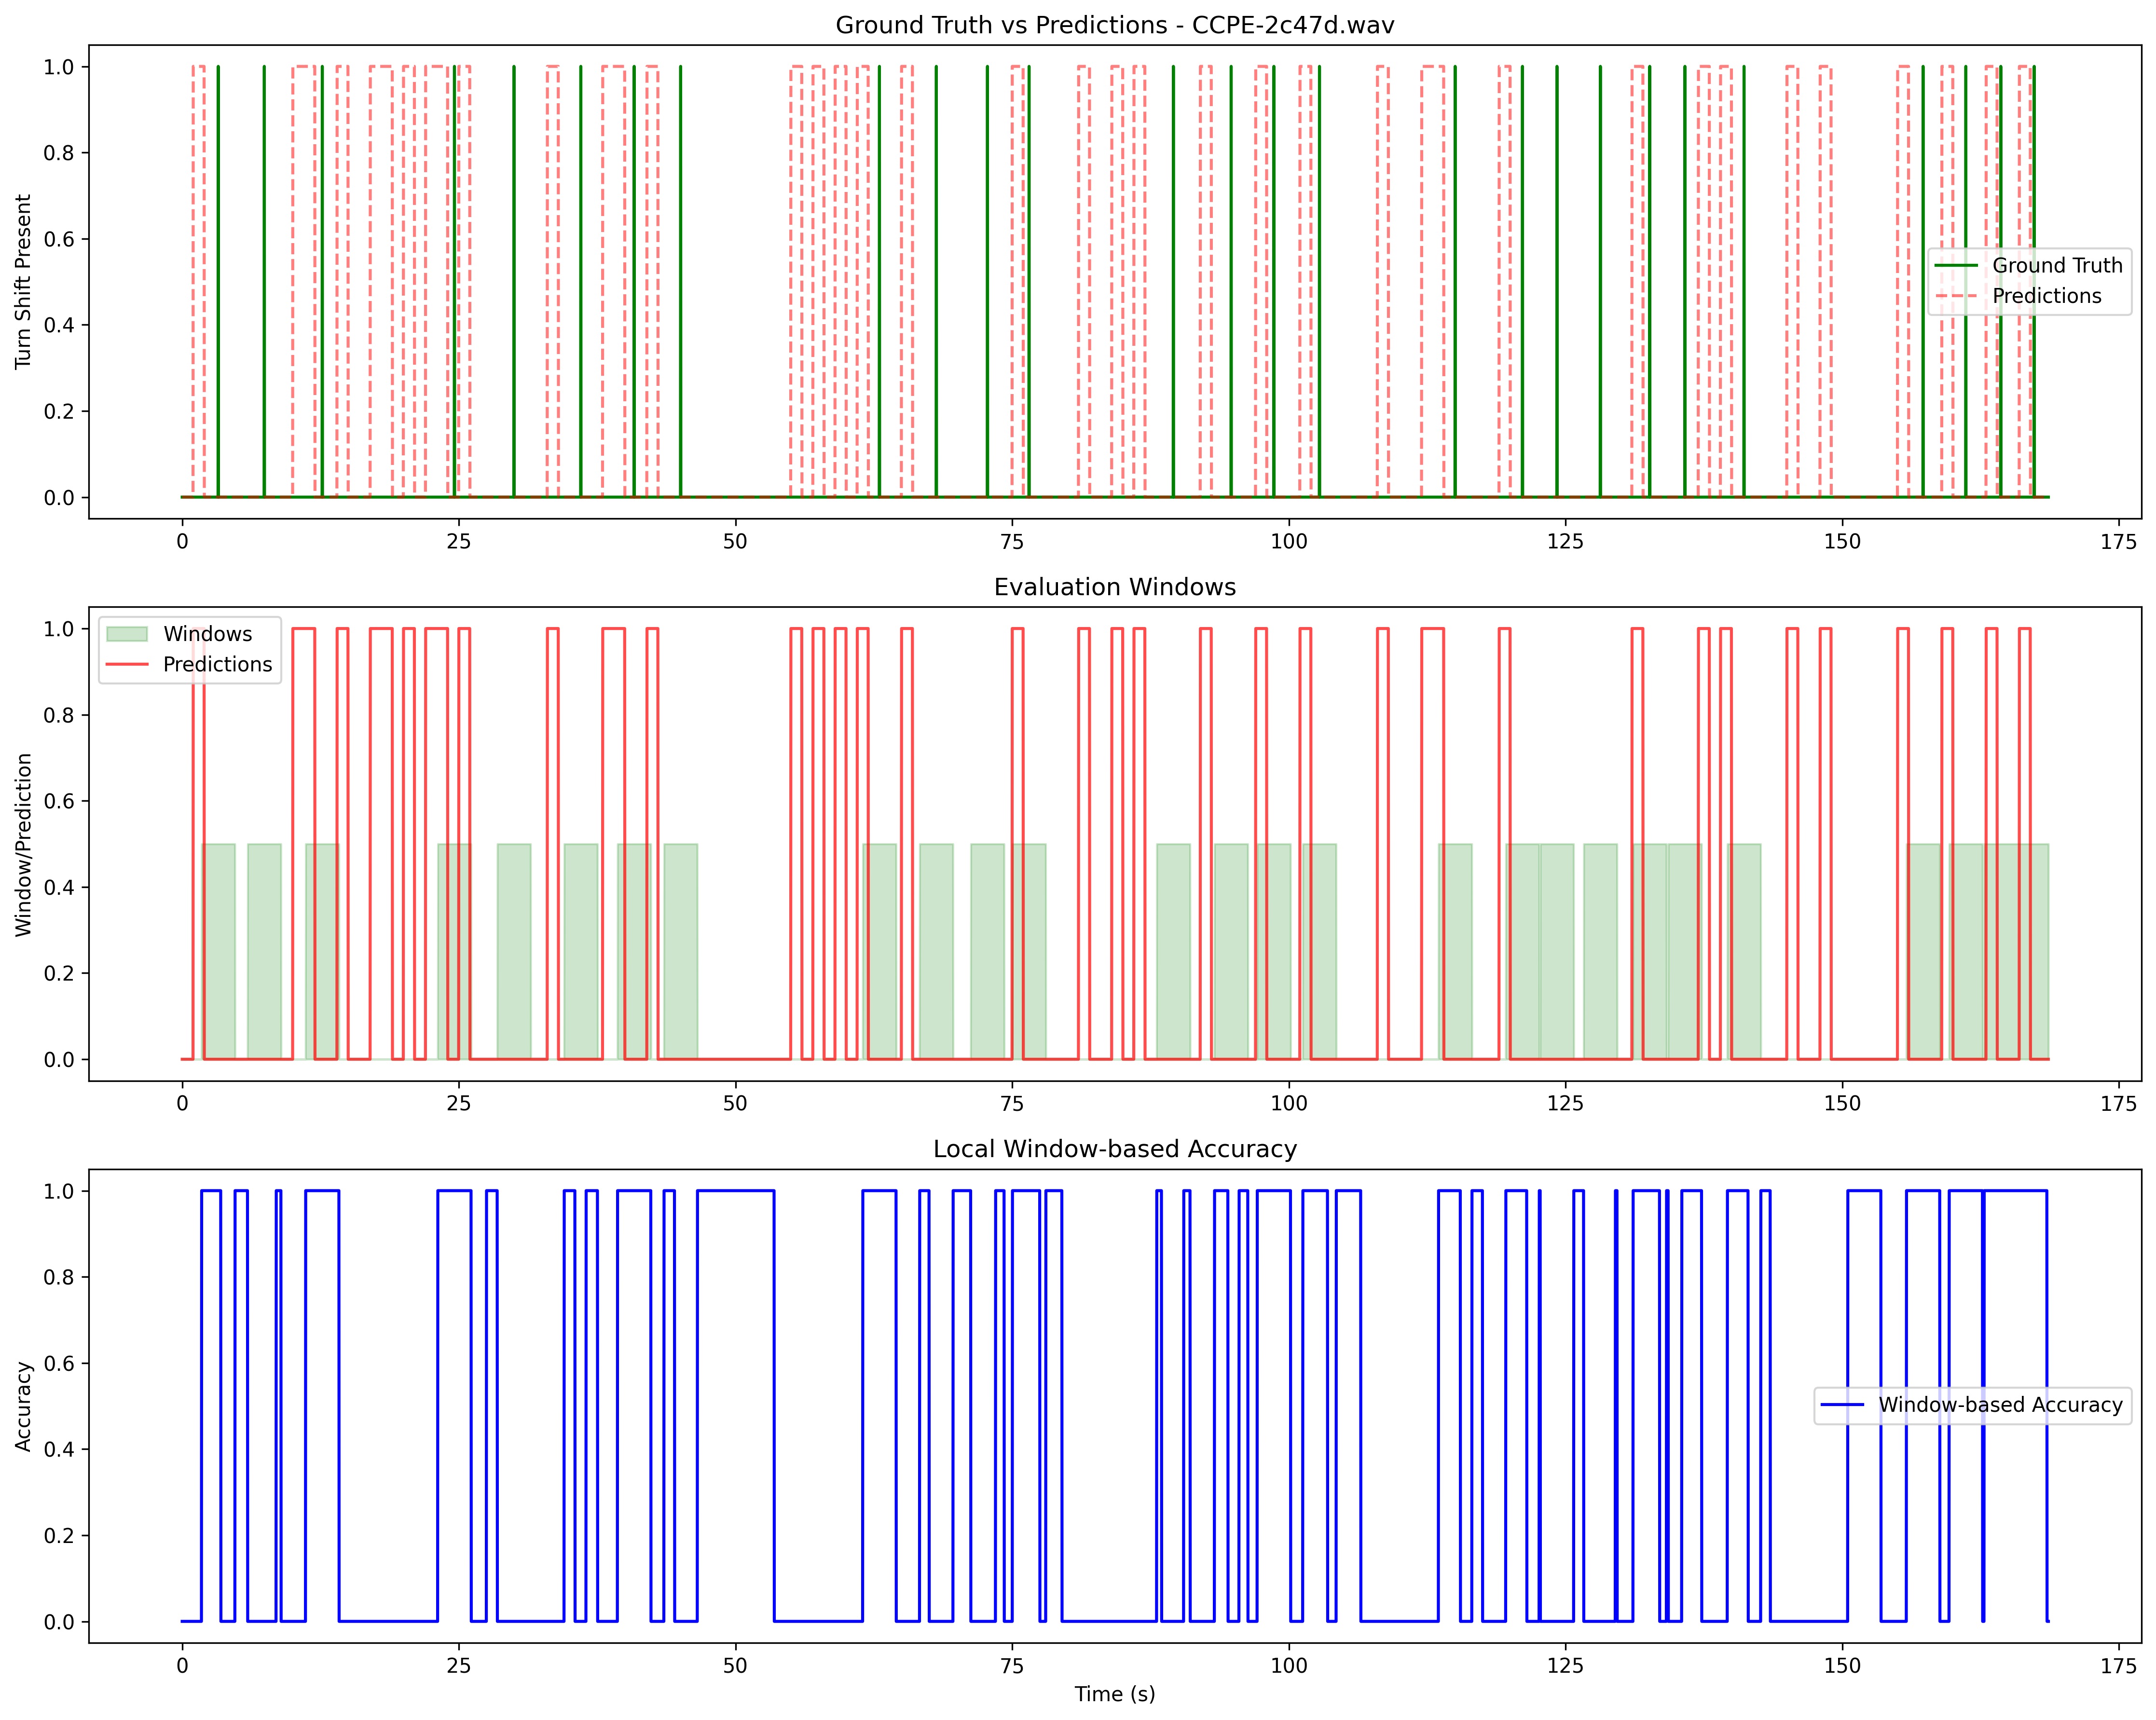 Ground Truth vs Predictions - CCPE-2c47d.wav
Turn Shift Present
1.0
0.8
0.6
0.4
0.2
0.0
Ground Truth
Predictions
0 25 50 75 100 125 150 175
Evaluation Windows
Window/Prediction
1.0
0.8
0.6
0.4
0.2
0.0
Windows
Predictions
0 25 50 75 100 125 150 175
Local Window-based Accuracy
Accuracy
1.0
0.8
0.6
0.4
0.2
0.0
Window-based Accuracy
0 25 50 75 100 125 150 175
Time (s)